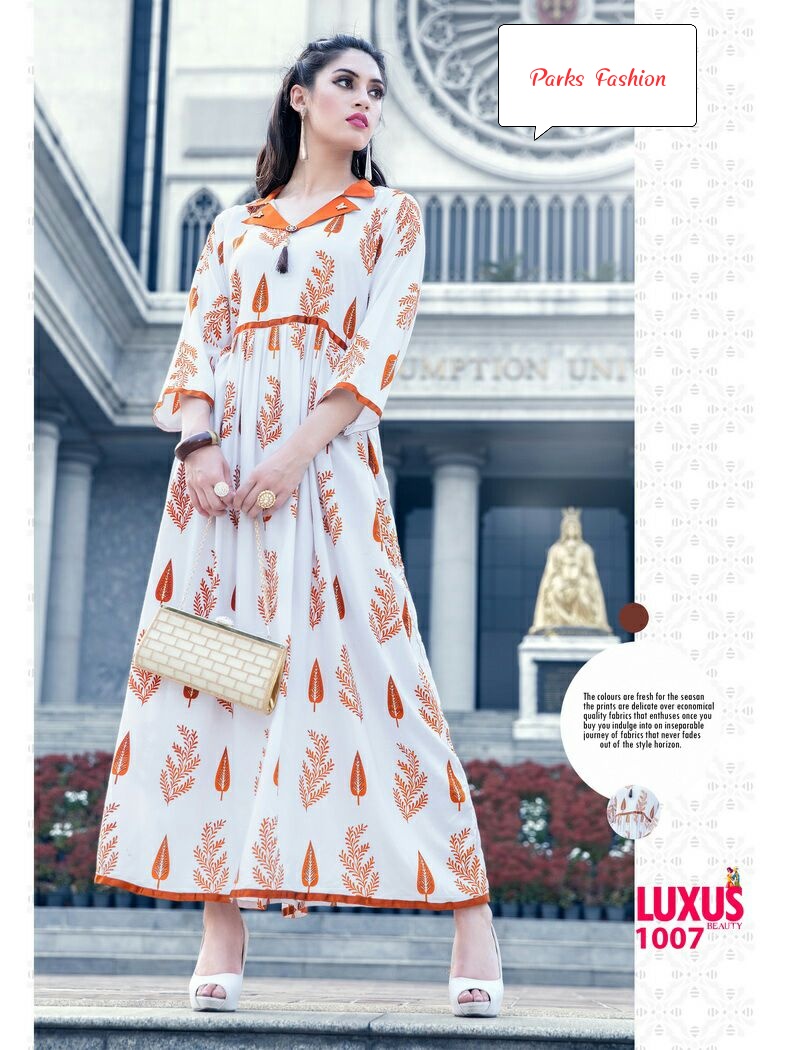 Parks Fashion
UMPTION UNI
The colours are fresh for the seasan
the prints are delicate over economical
quality fabrics that enthuses once you
buy you indulge into on inseparable
journey of fabrics that never fades
out of the style horizon.
LUXUS
BEAUTY
1007